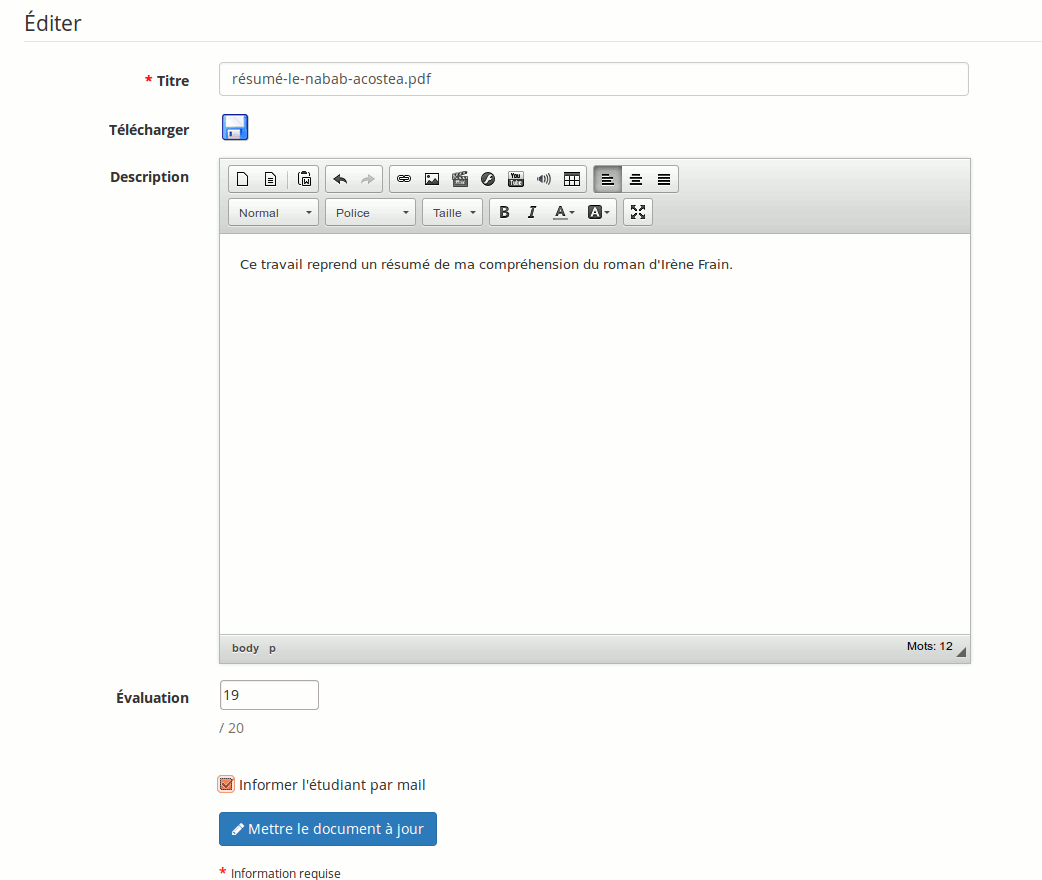 Éditer
* Titre
résumé-le-nabab-acostea.pdf
Télécharger
Description
You Tube
Normal Police Taille B I A A
Ce travail reprend un résumé de ma compréhension du roman d'Irène Frain.
body p Mots: 12
Évaluation
19
/ 20
Informer l'étudiant par mail
Mettre le document à jour
* Information requise